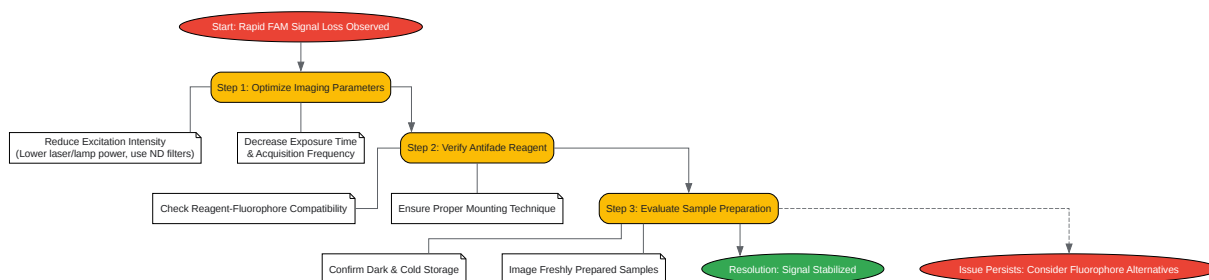 Start: Rapid FAM Signal Loss Observed
Step 1: Optimize Imaging Parameters
Reduce Excitation Intensity
(Lower laser/lamp power, use ND filters)
Decrease Exposure Time
& Acquisition Frequency
Step 2: Verify Antifade Reagent
Check Reagent-Fluorophore Compatibility
Ensure Proper Mounting Technique
Step 3: Evaluate Sample Preparation
Confirm Dark & Cold Storage
Image Freshly Prepared Samples
Resolution: Signal Stabilized
Issue Persists: Consider Fluorophore Alternatives